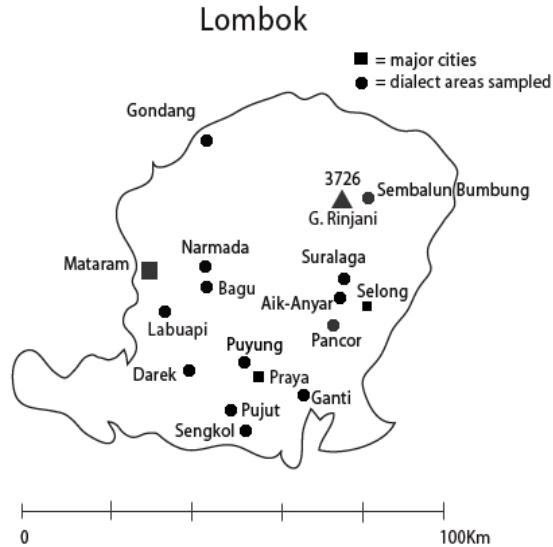 Lombok
= major cities
= dialect areas sampled
Gondang
3726
Sembalun Bumbung
G. Rinjani
Narmada
Suralaga
Mataram
Bagu
Selong
Aik-Anyar
Labuapi
Pancor
Puyung
Darek
Praya
Ganti
Pujut
Sengkol
0
100Km